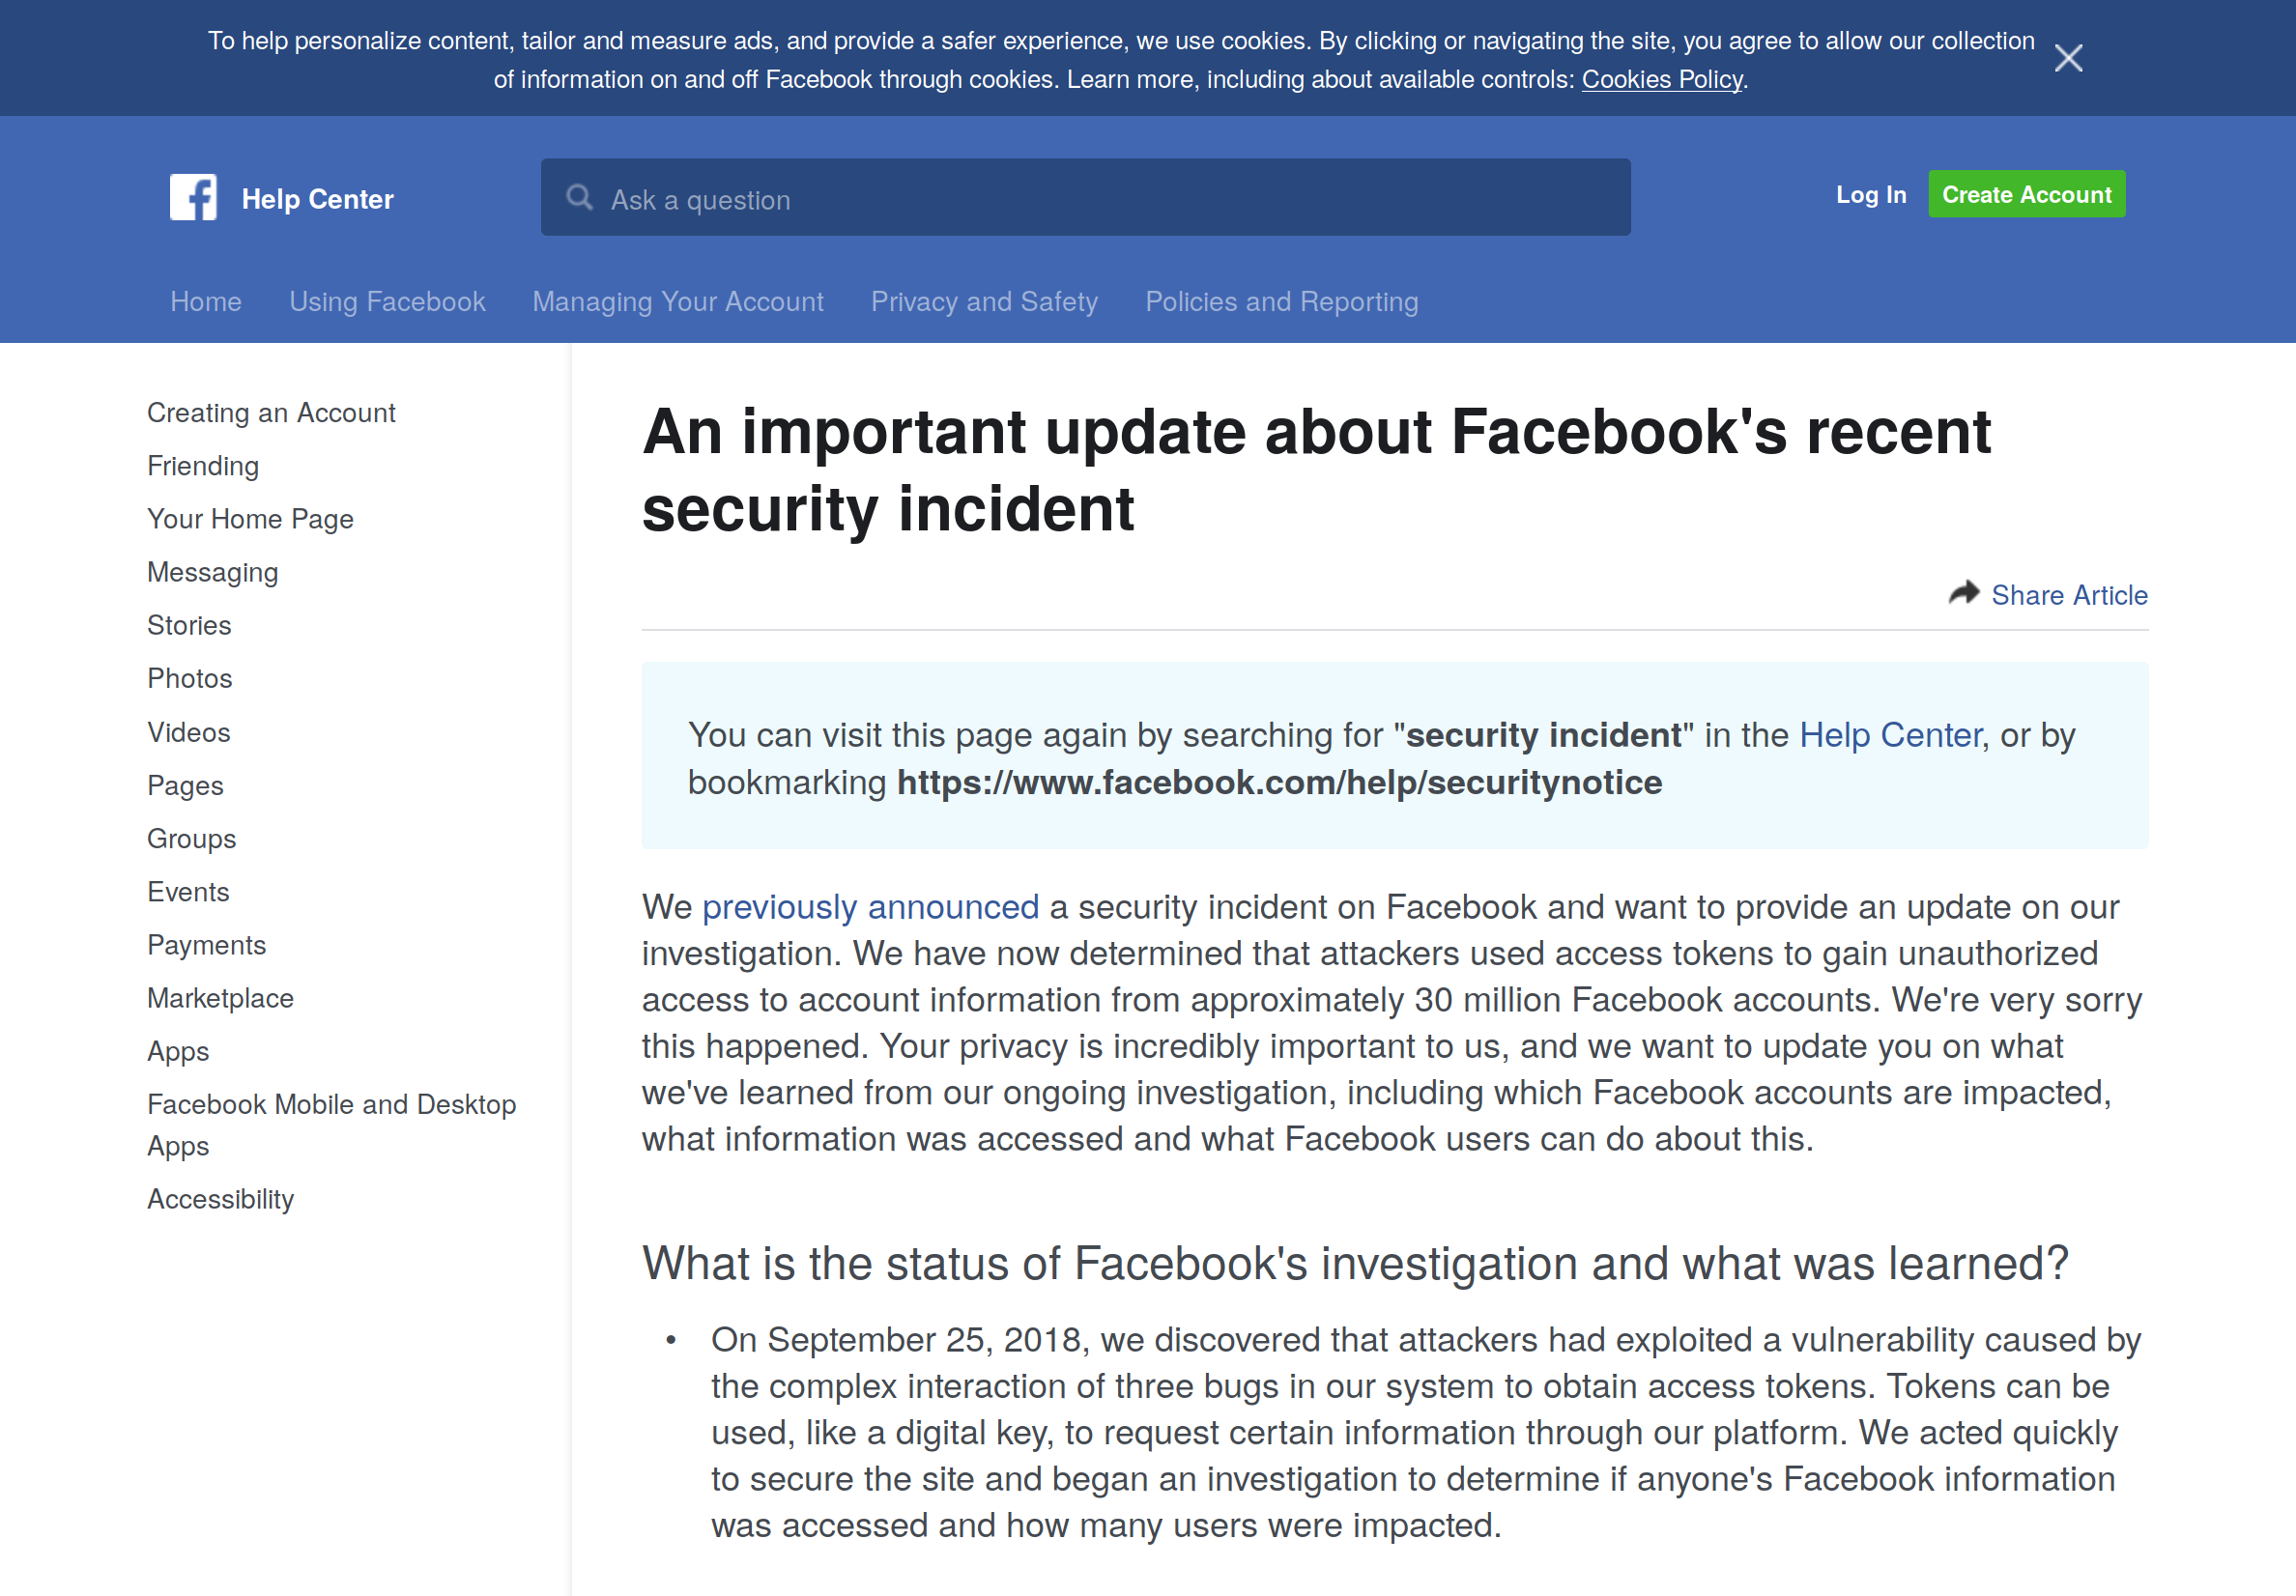 To help personalize content, tailor and measure ads, and provide a safer experience, we use cookies. By clicking or navigating the site, you agree to allow our collection
of information on and off Facebook through cookies. Learn more, including about available controls: Cookies Policy.
Help Center
Ask a question
Log In
Create Account
Home
Using Facebook
Managing Your Account
Privacy and Safety
Policies and Reporting
Creating an Account
Friending
Your Home Page
Messaging
Stories
Photos
Videos
Pages
Groups
Events
Payments
Marketplace
Apps
Facebook Mobile and Desktop
Apps
Accessibility
An important update about Facebook's recent
security incident
Share Article
You can visit this page again by searching for "security incident" in the Help Center, or by
bookmarking https://www.facebook.com/help/securitynotice
We previously announced a security incident on Facebook and want to provide an update on our
investigation. We have now determined that attackers used access tokens to gain unauthorized
access to account information from approximately 30 million Facebook accounts. We're very sorry
this happened. Your privacy is incredibly important to us, and we want to update you on what
we've learned from our ongoing investigation, including which Facebook accounts are impacted,
what information was accessed and what Facebook users can do about this.
What is the status of Facebook's investigation and what was learned?
• On September 25, 2018, we discovered that attackers had exploited a vulnerability caused by
the complex interaction of three bugs in our system to obtain access tokens. Tokens can be
used, like a digital key, to request certain information through our platform. We acted quickly
to secure the site and began an investigation to determine if anyone's Facebook information
was accessed and how many users were impacted.